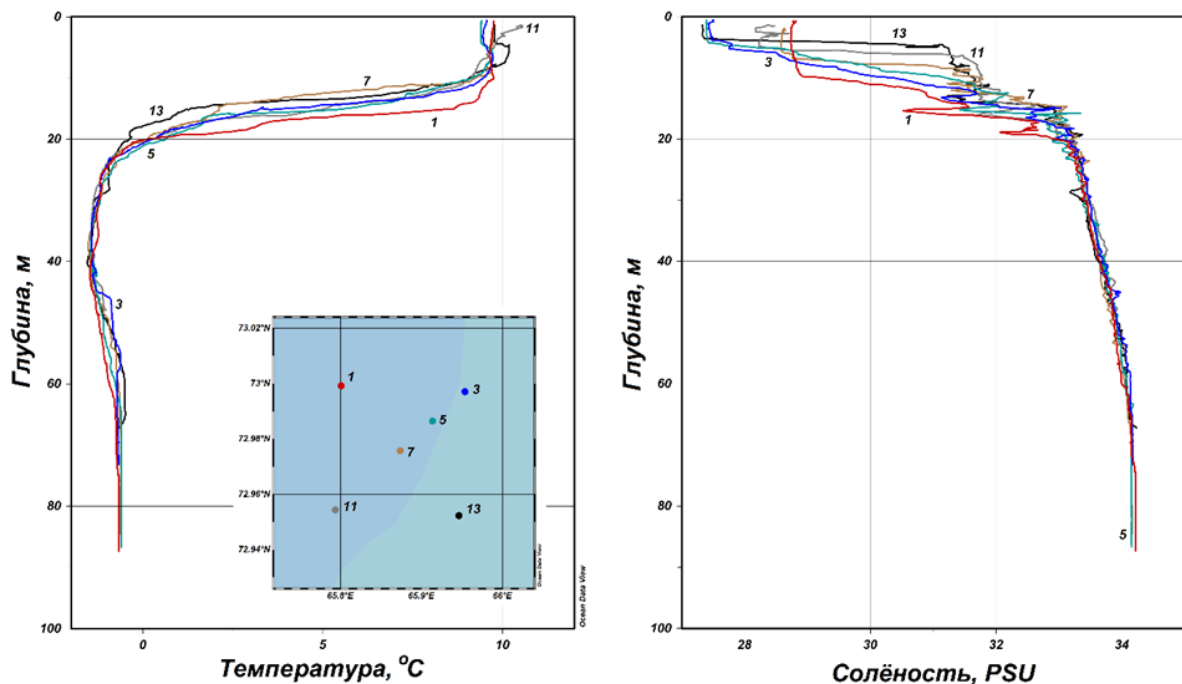 0
20
40
60
80
100
Глубина, м
0
5
10
Температура, °C
11
7
13
1
5
3
73.02°N
73°N
72.98°N
72.96°N
72.94°N
65.8°E
65.9°E
66°E
1
3
5
7
11
13
Ocean Data View
Ocean Data View
0
20
40
60
80
100
Глубина, м
28
30
32
34
Солёность, PSU
13
11
3
7
1
5